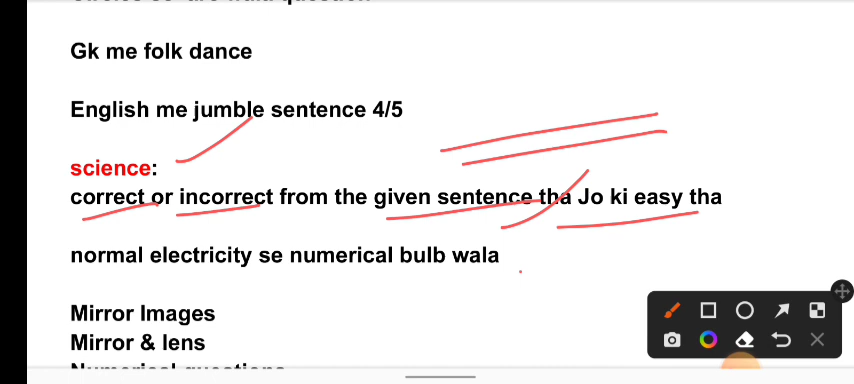 Gk me folk dance
English me jumble sentence 4/5
science:
correct or incorrect from the given sentence tha Jo ki easy tha
normal electricity se numerical bulb wala
Mirror Images
Mirror & lens